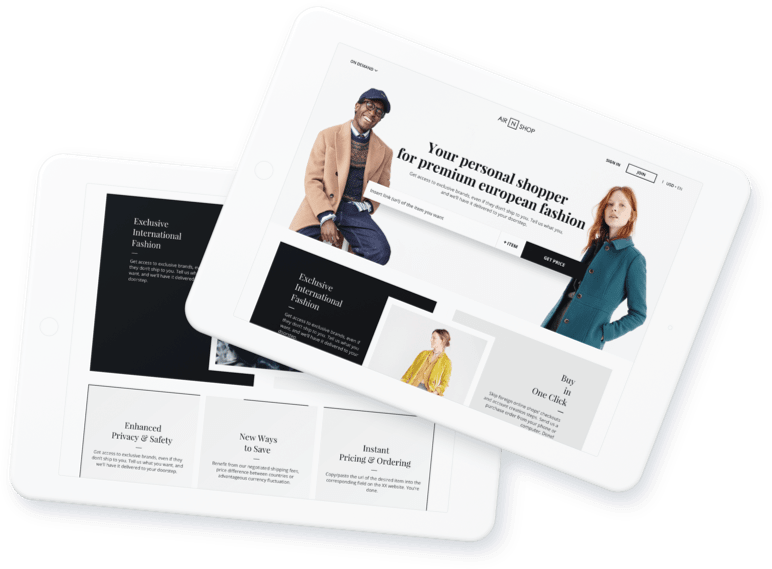 ON DEMAND
AIR N SHOP
SIGN IN
JOIN
USD • EN
Your personal shopper
for premium european fashion
Get access to exclusive brands, even if they don't ship to you. Tell us what you want,
and we'll have it delivered to your
doorstep.
Insert link (url) of the item you want
+ ITEM
GET PRICE
Exclusive
International
Fashion
Get access to exclusive brands, even if
they don't ship to you. Tell us what you
want, and we'll have it delivered to your
doorstep.
Buy
in
One Click
Skip foreign online shops' checkouts
and account creation steps. Send us a
purchase order from your phone or
computer. Done!
Exclusive
International
Fashion
Get access to exclusive brands, even
they don't ship to you. Tell us
want, and we'll have it delivered
doorstep.
Enhanced
Privacy & Safety
Get access to exclusive brands, even if they
don't ship to you. Tell us what you want, and
we'll have it delivered to your doorstep.
New Ways
to Save
Benefit from our negotiated shipping fees,
price difference between countries or
advantageous currency fluctuation.
Instant
Pricing & Ordering
Copy/paste the url of the desired item into the
corresponding field on the XX website. You're
done.